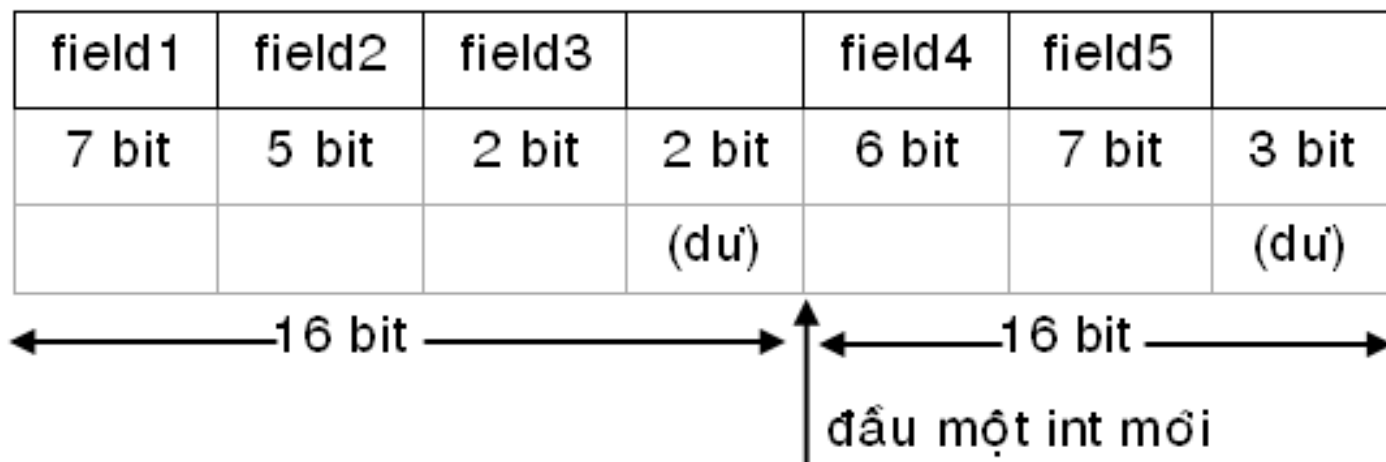 field1 field2 field3 field4 field5
7 bit 5 bit 2 bit 2 bit 6 bit 7 bit 3 bit
(dư) (dư)
16 bit 16 bit
đầu một int mới